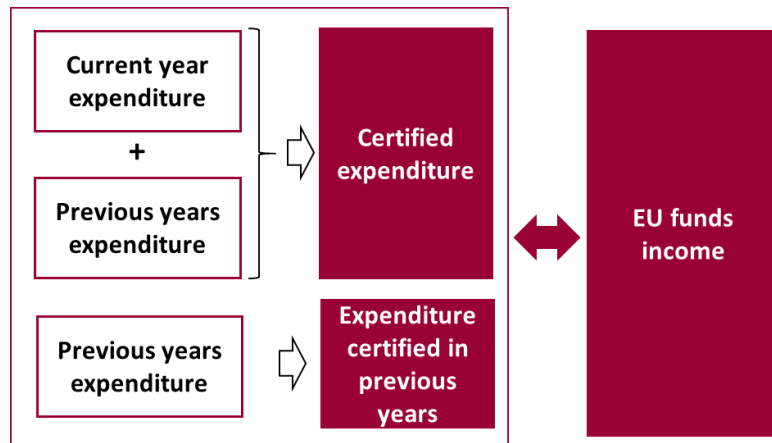 Current year
expenditure
+
Previous years
expenditure
Certified
expenditure
Previous years
expenditure
Expenditure
certified in
previous
years
EU funds
income